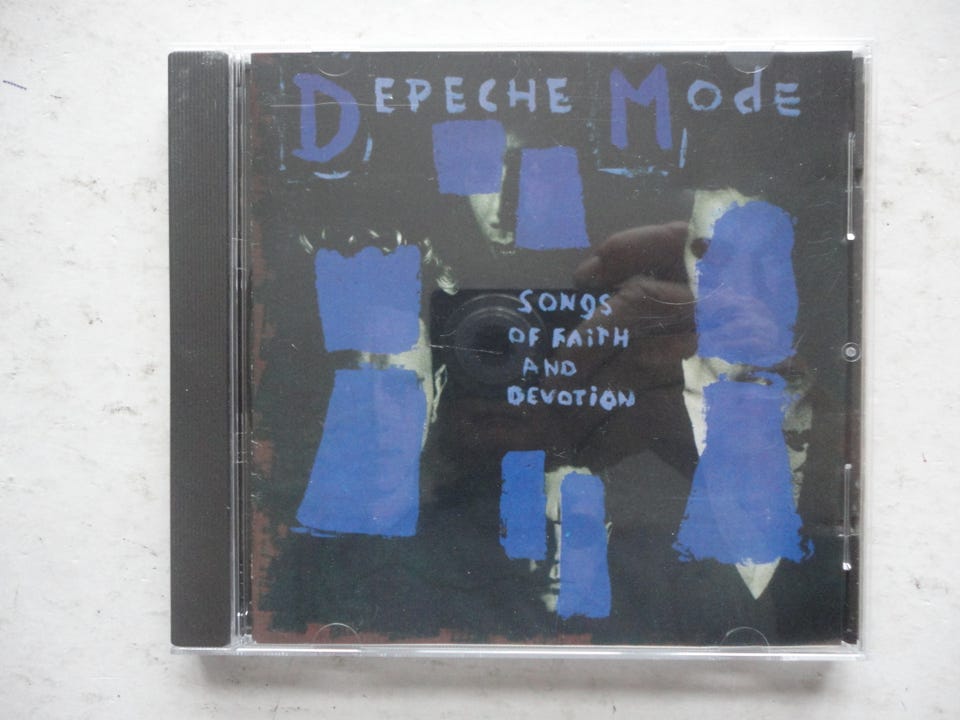 DEPECHE MOdE
SONGS
OF FAiTH
AND
DEVOTiON